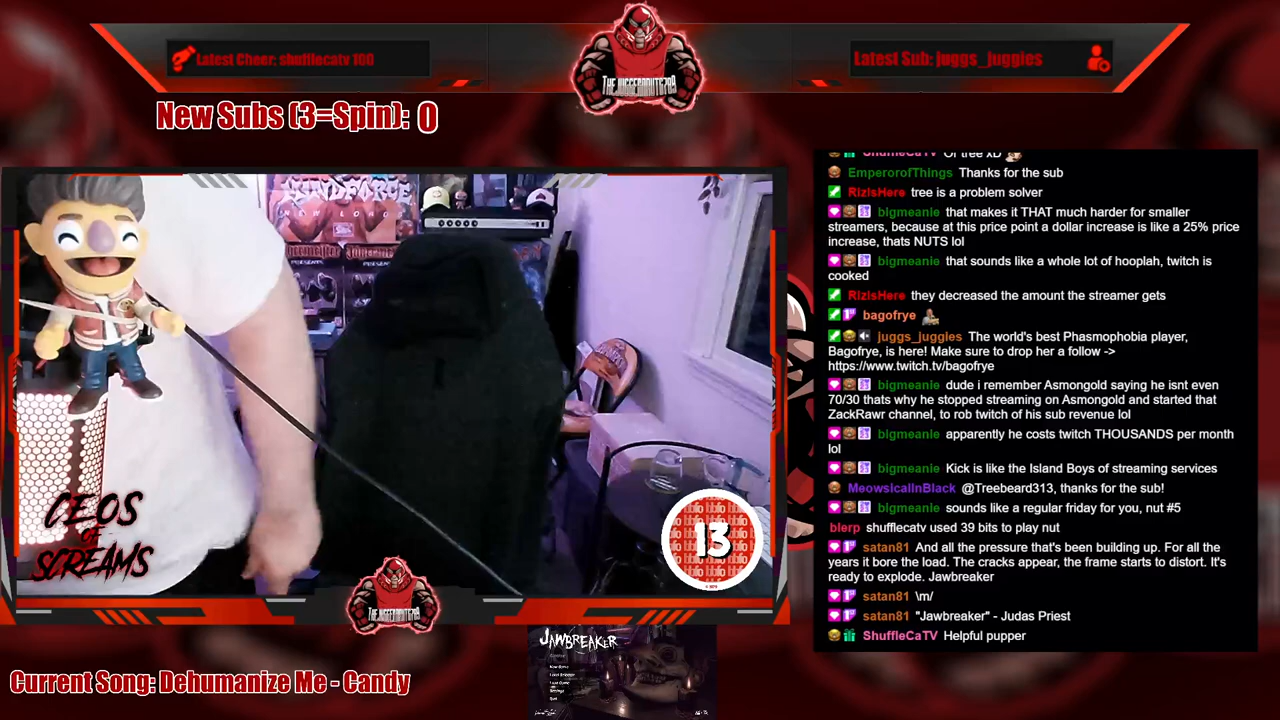 Latest Cheer: shufflecatv 100
THEJUGGERNAUT6789
Latest Sub: juggs_juggies
New Subs (3=Spin): 0
NEW LORDS
PRESENTS
CEOS
OF
SCREAMS
13
THEJUGGERNAUT6789
ShuffleCaTV Or tree xD
EmperorofThings Thanks for the sub
RizIsHere tree is a problem solver
bigmeanie that makes it THAT much harder for smaller
streamers, because at this price point a dollar increase is like a 25% price
increase, thats NUTS lol
bigmeanie that sounds like a whole lot of hooplah, twitch is
cooked
RizIsHere they decreased the amount the streamer gets
bagofrye
juggs_juggies The world's best Phasmophobia player,
Bagofrye, is here! Make sure to drop her a follow ->
https://www.twitch.tv/bagofrye
bigmeanie dude i remember Asmongold saying he isnt even
70/30 thats why he stopped streaming on Asmongold and started that
ZackRawr channel, to rob twitch of his sub revenue lol
bigmeanie apparently he costs twitch THOUSANDS per month
lol
bigmeanie Kick is like the Island Boys of streaming services
MeowsicalInBlack @Treebeard313, thanks for the sub!
bigmeanie sounds like a regular friday for you, nut #5
blerp shufflecatv used 39 bits to play nut
satan81 And all the pressure that's been building up. For all the
years it bore the load. The cracks appear, the frame starts to distort. It's
ready to explode. Jawbreaker
satan81 \m/
satan81 "Jawbreaker" - Judas Priest
ShuffleCaTV Helpful pupper
JAWBREAKER
Current Song: Dehumanize Me - Candy